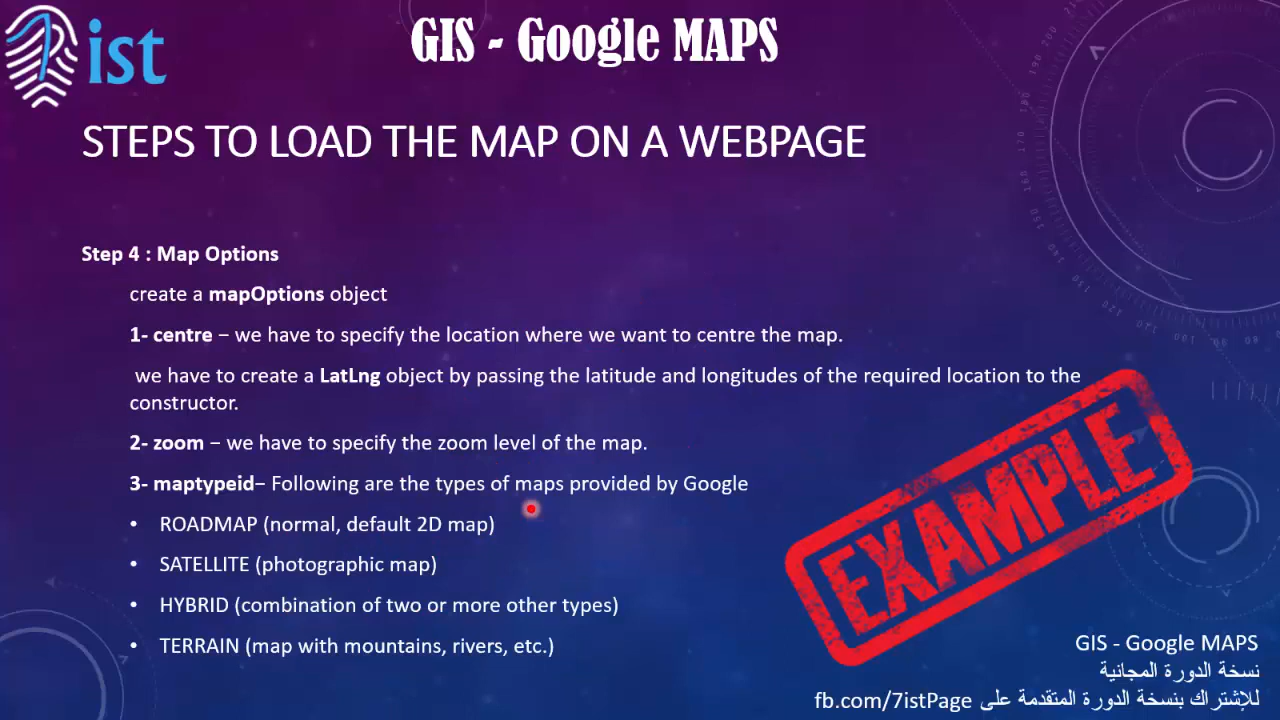 ist
GIS - Google MAPS
STEPS TO LOAD THE MAP ON A WEBPAGE
Step 4 : Map Options
create a mapOptions object
1- centre – we have to specify the location where we want to centre the map.
we have to create a LatLng object by passing the latitude and longitudes of the required location to the
constructor.
2- zoom – we have to specify the zoom level of the map.
3- maptypeid– Following are the types of maps provided by Google
• ROADMAP (normal, default 2D map)
• SATELLITE (photographic map)
• HYBRID (combination of two or more other types)
• TERRAIN (map with mountains, rivers, etc.)
EXAMPLE
GIS - Google MAPS
نسخة الدورة المجانية
للإشتراك بنسخة الدورة المتقدمة على fb.com/7istPage